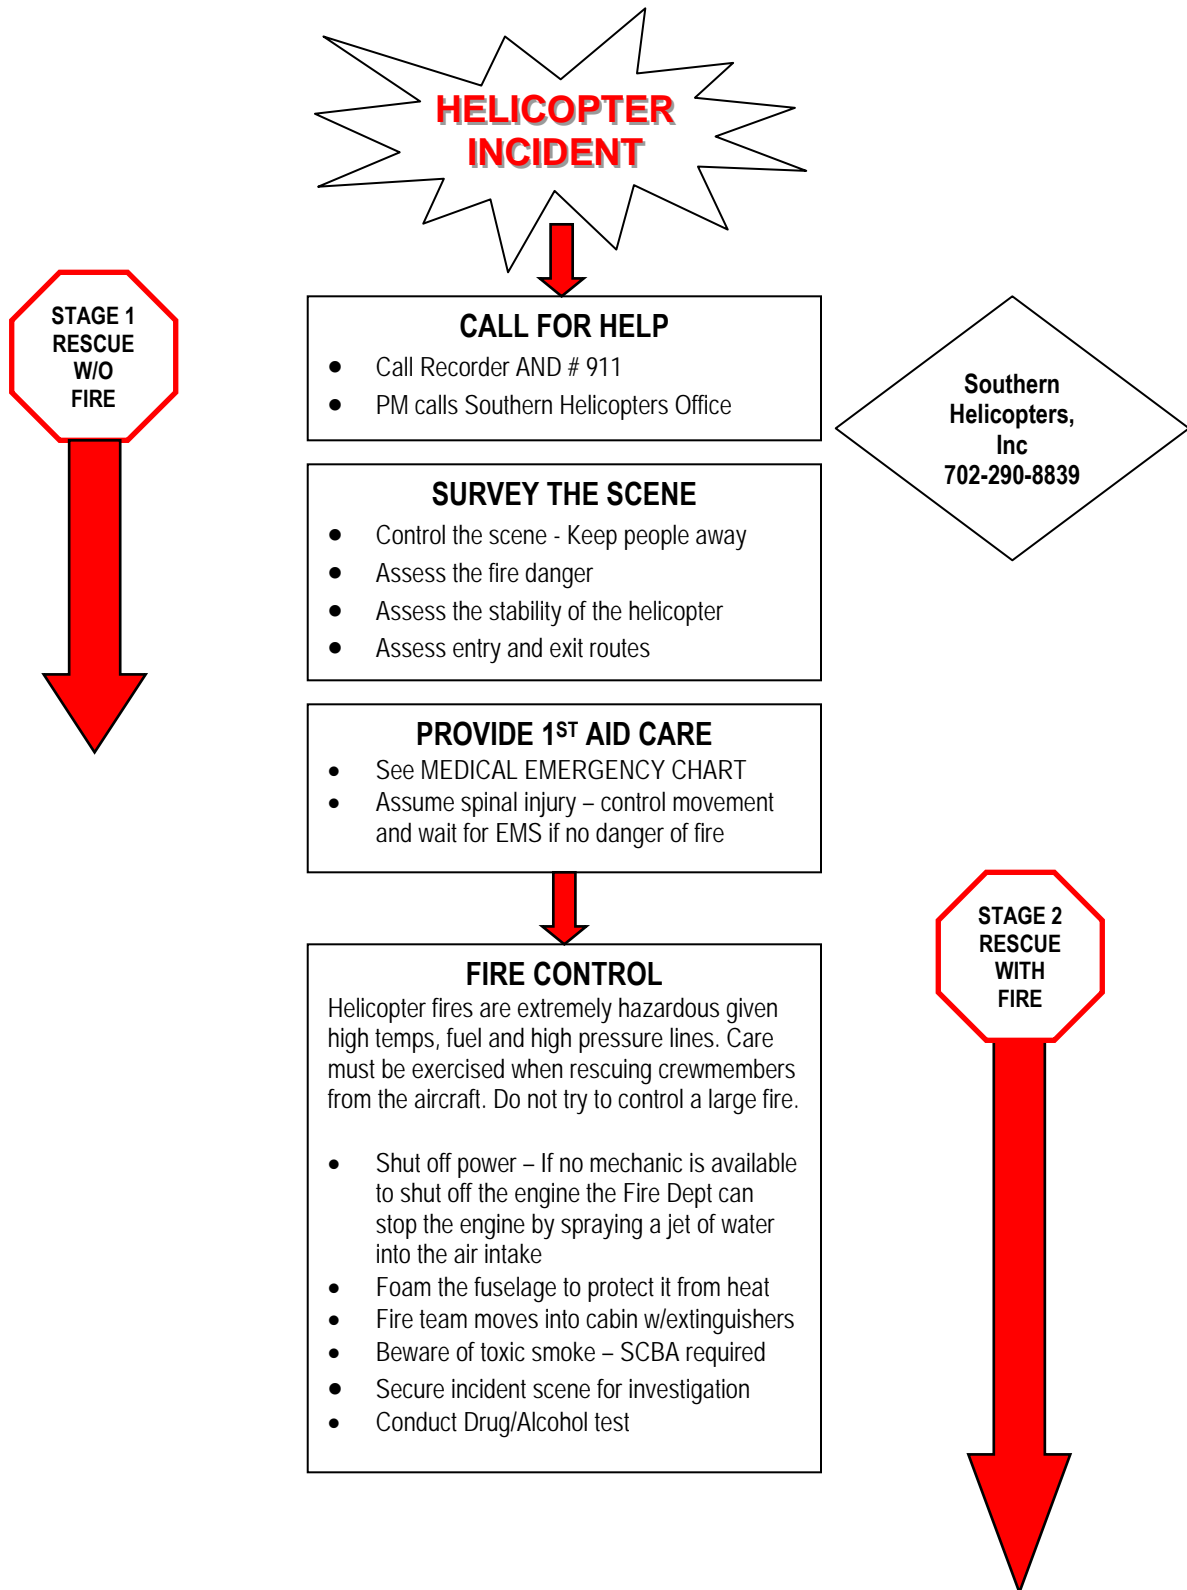 HELICOPTER
INCIDENT
STAGE 1
RESCUE
W/O
FIRE
CALL FOR HELP
● Call Recorder AND # 911
● PM calls Southern Helicopters Office
Southern
Helicopters,
Inc
702-290-8839
SURVEY THE SCENE
● Control the scene - Keep people away
● Assess the fire danger
● Assess the stability of the helicopter
● Assess entry and exit routes
PROVIDE 1ST AID CARE
● See MEDICAL EMERGENCY CHART
● Assume spinal injury – control movement
and wait for EMS if no danger of fire
STAGE 2
RESCUE
WITH
FIRE
FIRE CONTROL
Helicopter fires are extremely hazardous given
high temps, fuel and high pressure lines. Care
must be exercised when rescuing crewmembers
from the aircraft. Do not try to control a large fire.
● Shut off power – If no mechanic is available
to shut off the engine the Fire Dept can
stop the engine by spraying a jet of water
into the air intake
● Foam the fuselage to protect it from heat
● Fire team moves into cabin w/extinguishers
● Beware of toxic smoke – SCBA required
● Secure incident scene for investigation
● Conduct Drug/Alcohol test